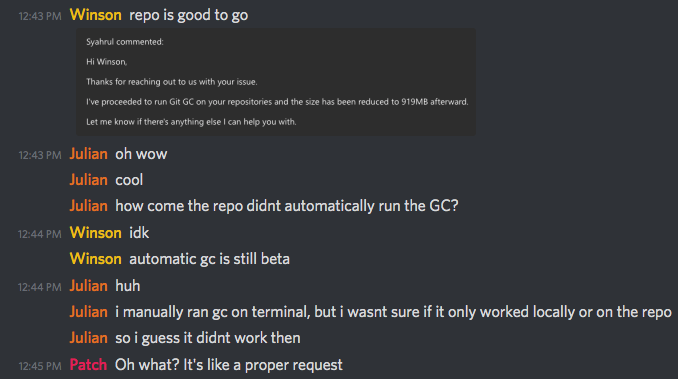 12:43 PM Winson repo is good to go
Syahrul commented:
Hi Winson,
Thanks for reaching out to us with your issue.
I've proceeded to run Git GC on your repositories and the size has been reduced to 919MB afterward.
Let me know if there's anything else I can help you with.
12:43 PM Julian oh wow
Julian cool
Julian how come the repo didnt automatically run the GC?
12:44 PM Winson idk
Winson automatic gc is still beta
12:44 PM Julian huh
Julian i manually ran gc on terminal, but i wasnt sure if it only worked locally or on the repo
Julian so i guess it didnt work then
12:45 PM Patch Oh what? It's like a proper request